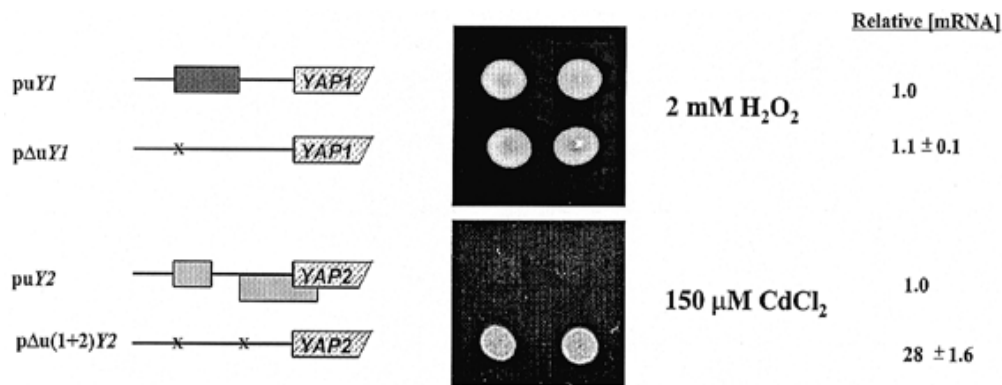 Relative [mRNA]
puY1 YAP1 2 mM H₂O₂ 1.0
pΔuY1 x YAP1 1.1 ± 0.1
puY2 YAP2 150 µM CdCl₂ 1.0
pΔu(1+2)Y2 x x YAP2 28 ± 1.6